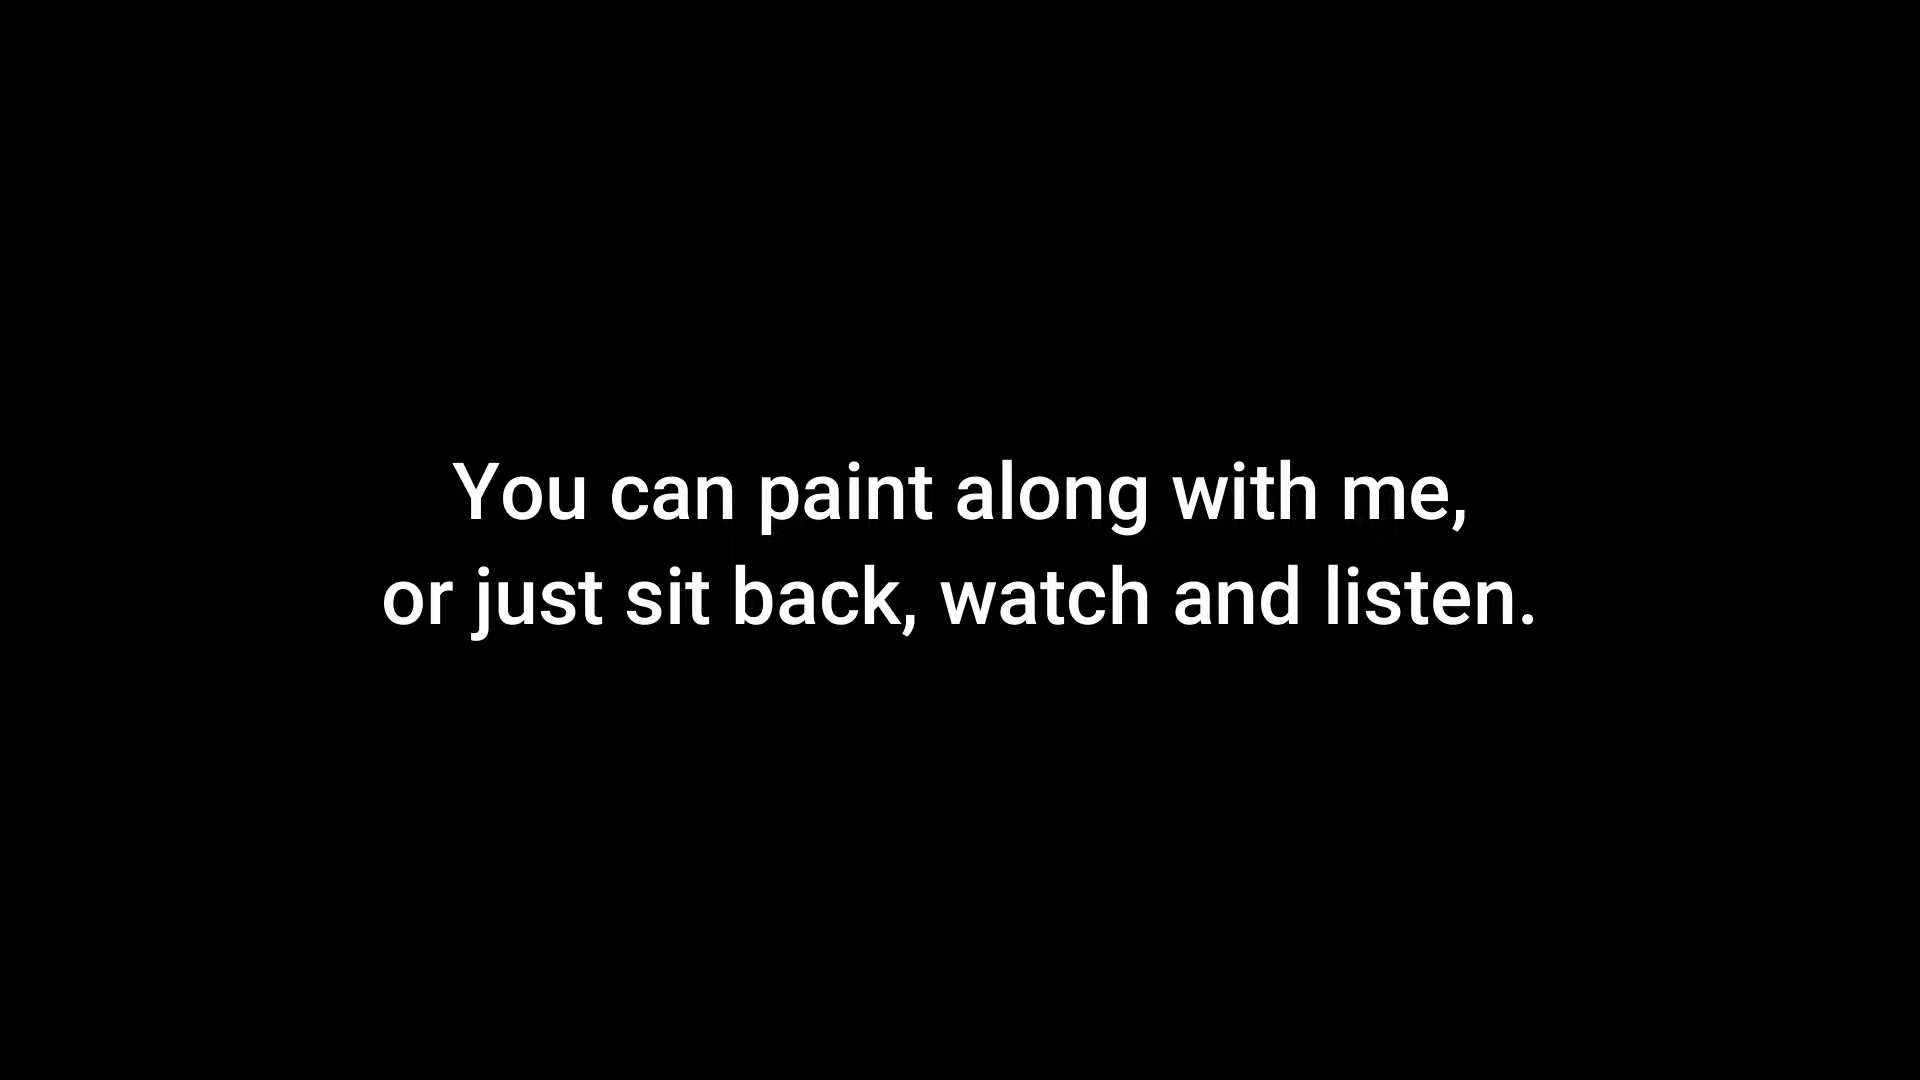 You can paint along with me,
or just sit back, watch and listen.